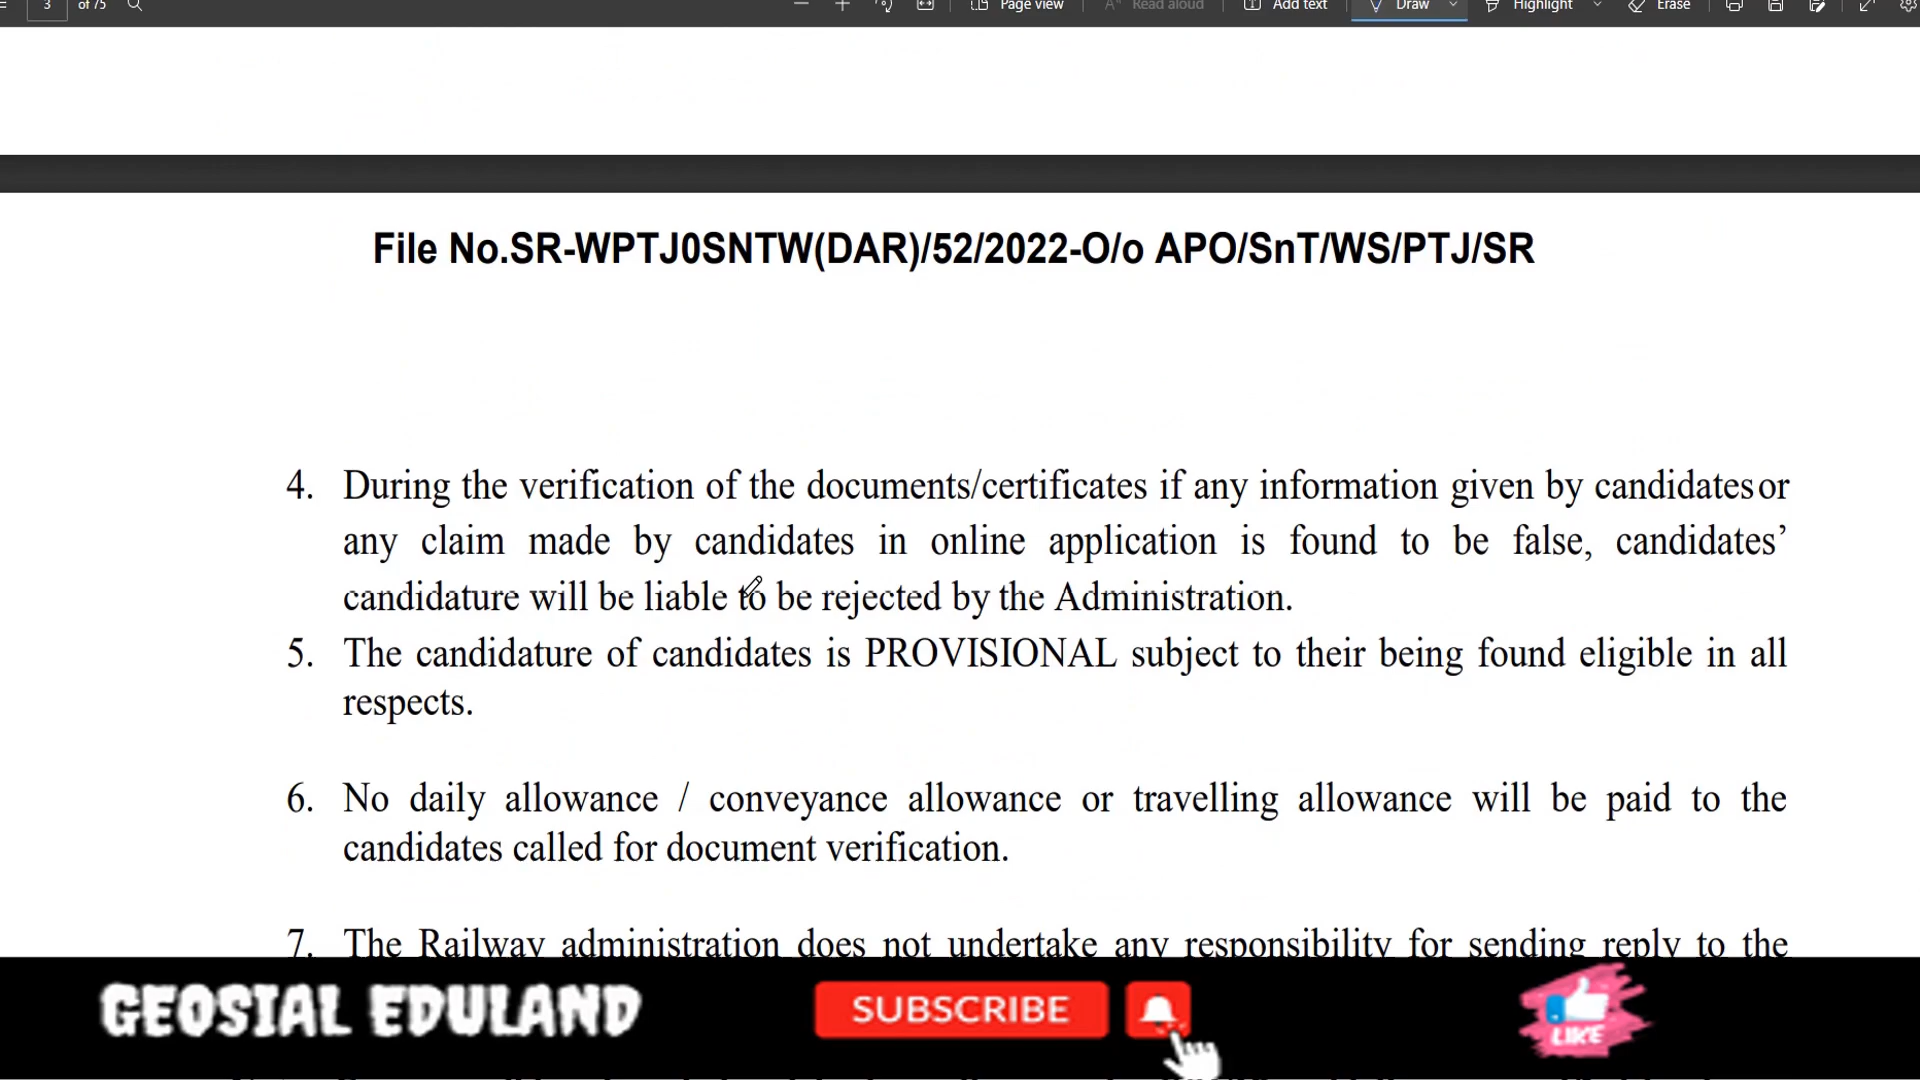 3 of 75 Page view Read aloud Add text Draw Highlight Erase
File No.SR-WPTJ0SNTW(DAR)/52/2022-O/o APO/SnT/WS/PTJ/SR
4. During the verification of the documents/certificates if any information given by candidates or
any claim made by candidates in online application is found to be false, candidates’
candidature will be liable to be rejected by the Administration.
5. The candidature of candidates is PROVISIONAL subject to their being found eligible in all
respects.
6. No daily allowance / conveyance allowance or travelling allowance will be paid to the
candidates called for document verification.
7. The Railway administration does not undertake any responsibility for sending reply to the
GEOSIAL EDULAND SUBSCRIBE LIKE